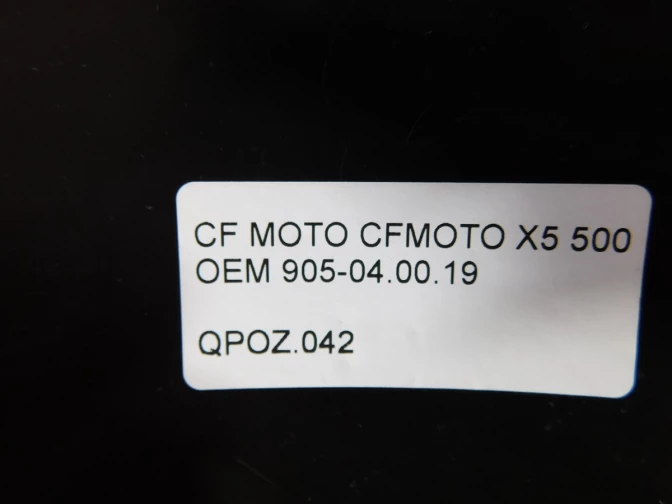 CF MOTO CFMOTO X5 500
OEM 905-04.00.19
QPOZ.042